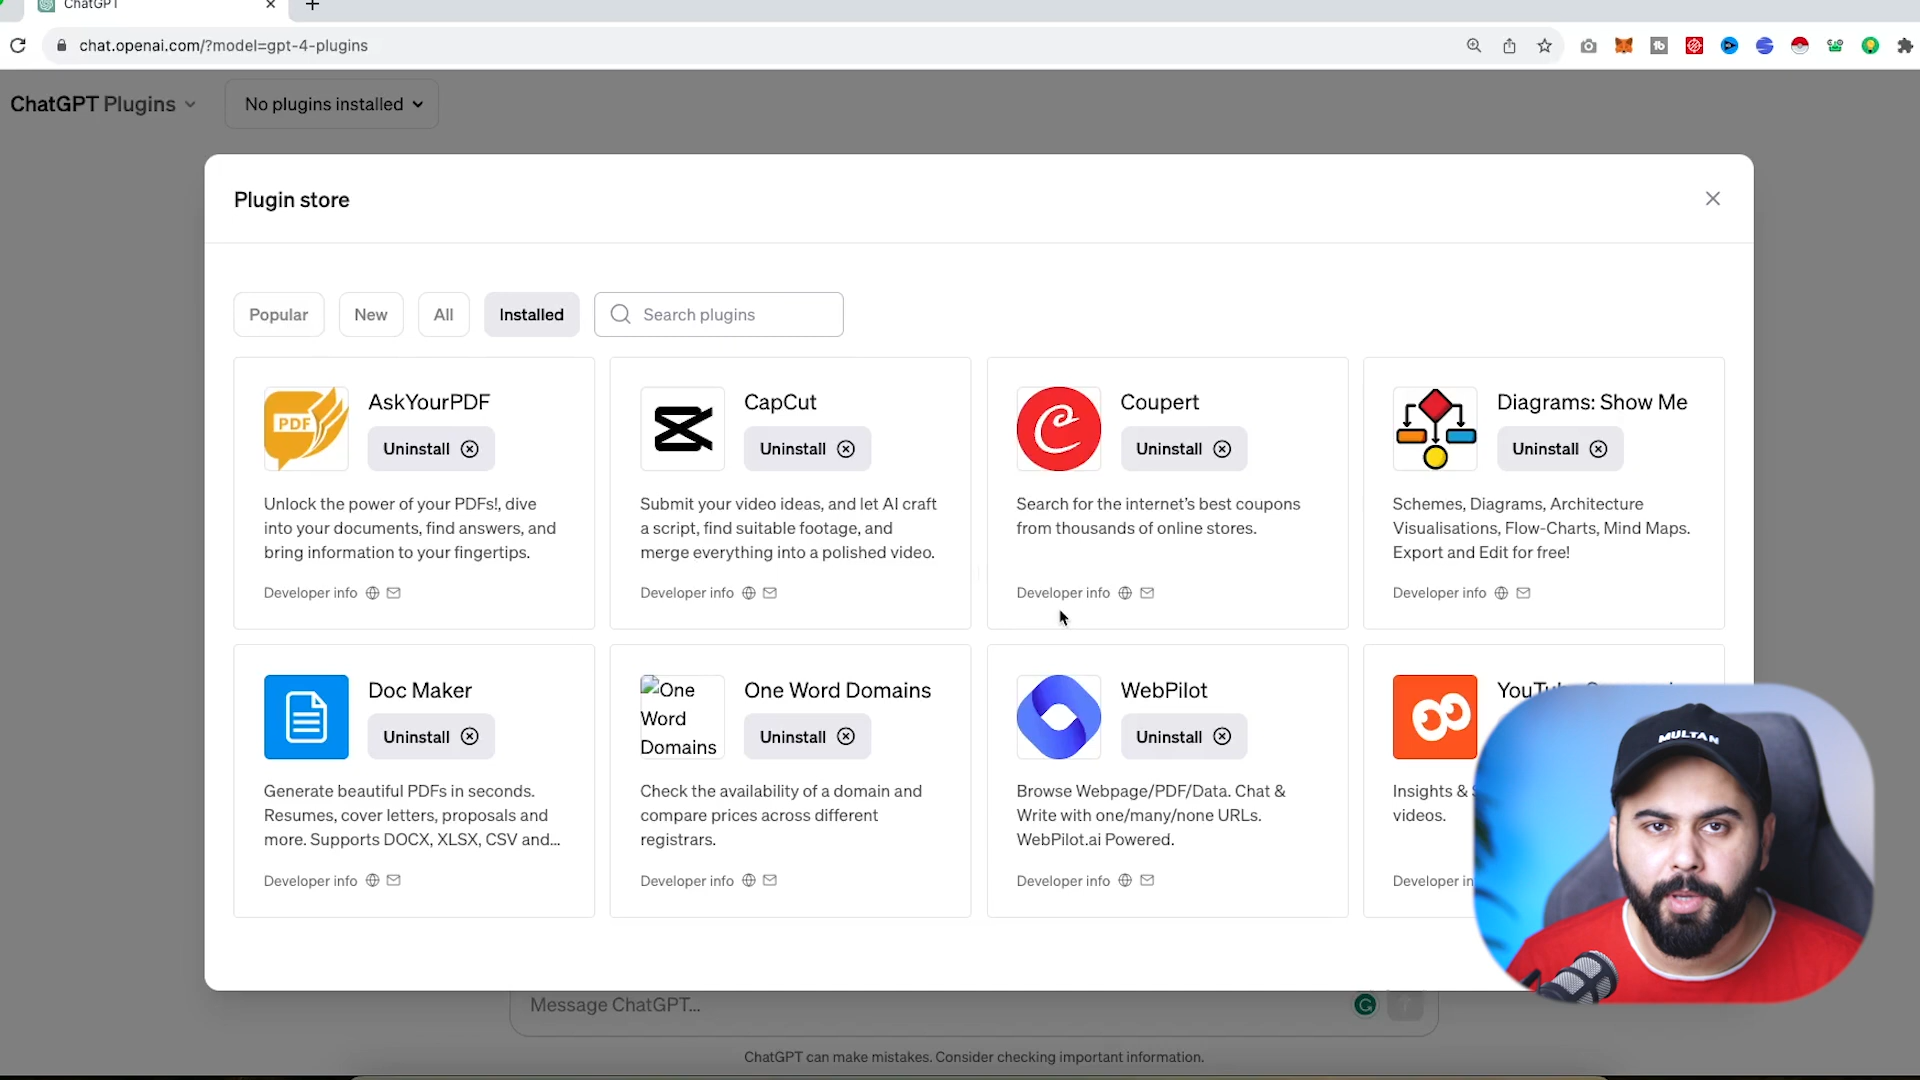 ChatGPT
chat.openai.com/?model=gpt-4-plugins
ChatGPT Plugins
No plugins installed
Plugin store
Popular
New
All
Installed
Search plugins
PDF
AskYourPDF
Uninstall
Unlock the power of your PDFs!, dive
into your documents, find answers, and
bring information to your fingertips.
Developer info
CapCut
Uninstall
Submit your video ideas, and let AI craft
a script, find suitable footage, and
merge everything into a polished video.
Developer info
Coupert
Uninstall
Search for the internet’s best coupons
from thousands of online stores.
Developer info
Diagrams: Show Me
Uninstall
Schemes, Diagrams, Architecture
Visualisations, Flow-Charts, Mind Maps.
Export and Edit for free!
Developer info
Doc Maker
Uninstall
Generate beautiful PDFs in seconds.
Resumes, cover letters, proposals and
more. Supports DOCX, XLSX, CSV and...
Developer info
One
Word
Domains
One Word Domains
Uninstall
Check the availability of a domain and
compare prices across different
registrars.
Developer info
WebPilot
Uninstall
Browse Webpage/PDF/Data. Chat &
Write with one/many/none URLs.
WebPilot.ai Powered.
Developer info
Insights &
videos.
Developer in
MULTAN
Message ChatGPT...
ChatGPT can make mistakes. Consider checking important information.